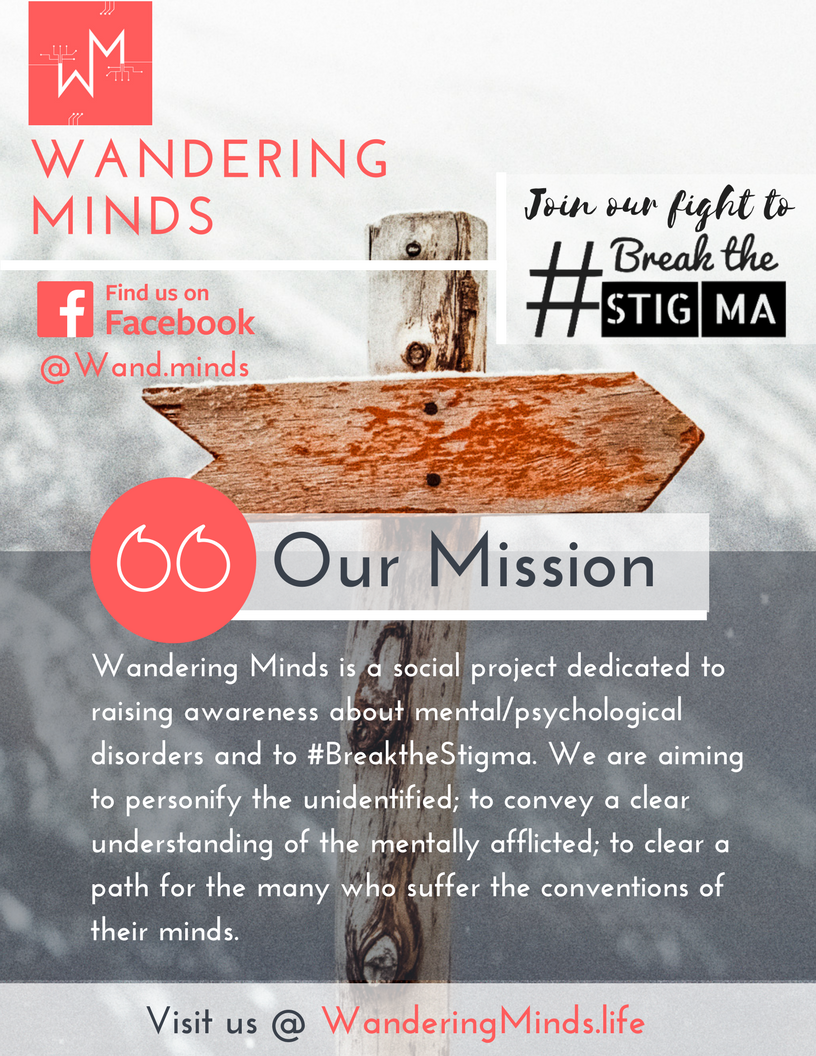 WM
WANDERING
MINDS
Join our fight to
#Break the
STIGMA
f Find us on
Facebook
@Wand.minds
Our Mission
Wandering Minds is a social project dedicated to
raising awareness about mental/psychological
disorders and to #BreaktheStigma. We are aiming
to personify the unidentified; to convey a clear
understanding of the mentally afflicted; to clear a
path for the many who suffer the conventions of
their minds.
Visit us @ WanderingMinds.life